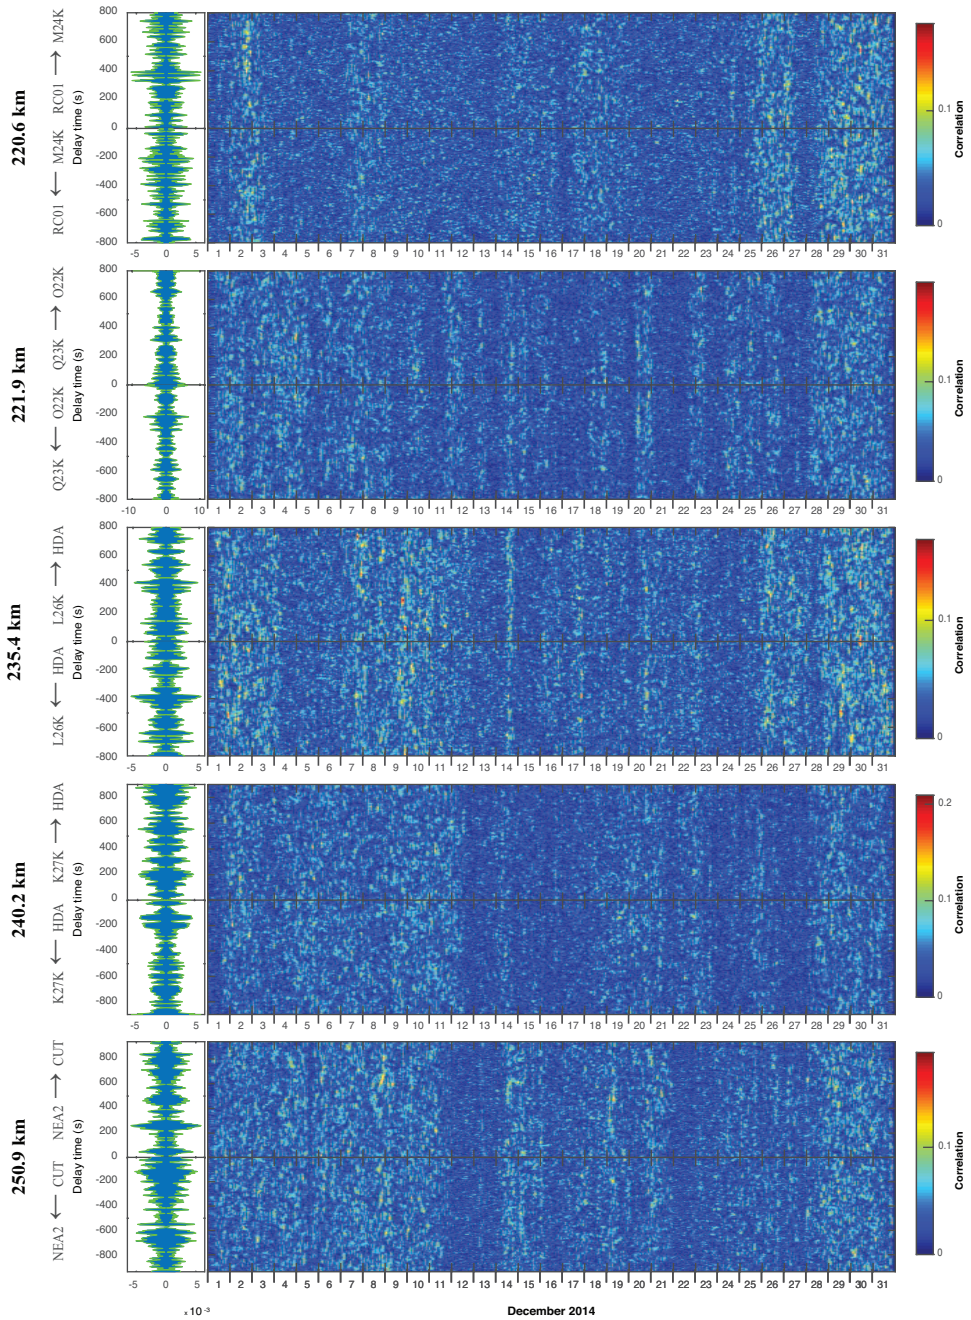 220.6 km
RC01 ← M24K RC01 → M24K
Delay time (s)
800
600
400
200
0
-200
-400
-600
-800
-5 0 5
1 2 3 4 5 6 7 8 9 10 11 12 13 14 15 16 17 18 19 20 21 22 23 24 25 26 27 28 29 30 31
0.1
0
Correlation
221.9 km
Q23K ← O22K Q23K → O22K
Delay time (s)
800
600
400
200
0
-200
-400
-600
-800
-10 0 10
1 2 3 4 5 6 7 8 9 10 11 12 13 14 15 16 17 18 19 20 21 22 23 24 25 26 27 28 29 30 31
0.1
0
Correlation
235.4 km
L26K ← HDA L26K → HDA
Delay time (s)
800
600
400
200
0
-200
-400
-600
-800
-5 0 5
1 2 3 4 5 6 7 8 9 10 11 12 13 14 15 16 17 18 19 20 21 22 23 24 25 26 27 28 29 30 31
0.1
0
Correlation
240.2 km
K27K ← HDA K27K → HDA
Delay time (s)
800
600
400
200
0
-200
-400
-600
-800
-5 0 5
1 2 3 4 5 6 7 8 9 10 11 12 13 14 15 16 17 18 19 20 21 22 23 24 25 26 27 28 29 30 31
0.2
0.1
0
Correlation
250.9 km
NEA2 ← CUT NEA2 → CUT
Delay time (s)
800
600
400
200
0
-200
-400
-600
-800
-5 0 5
1 2 3 4 5 6 7 8 9 10 11 12 13 14 15 16 17 18 19 20 21 22 23 24 25 26 27 28 29 30 31
0.1
0
Correlation
x 10 -3
December 2014